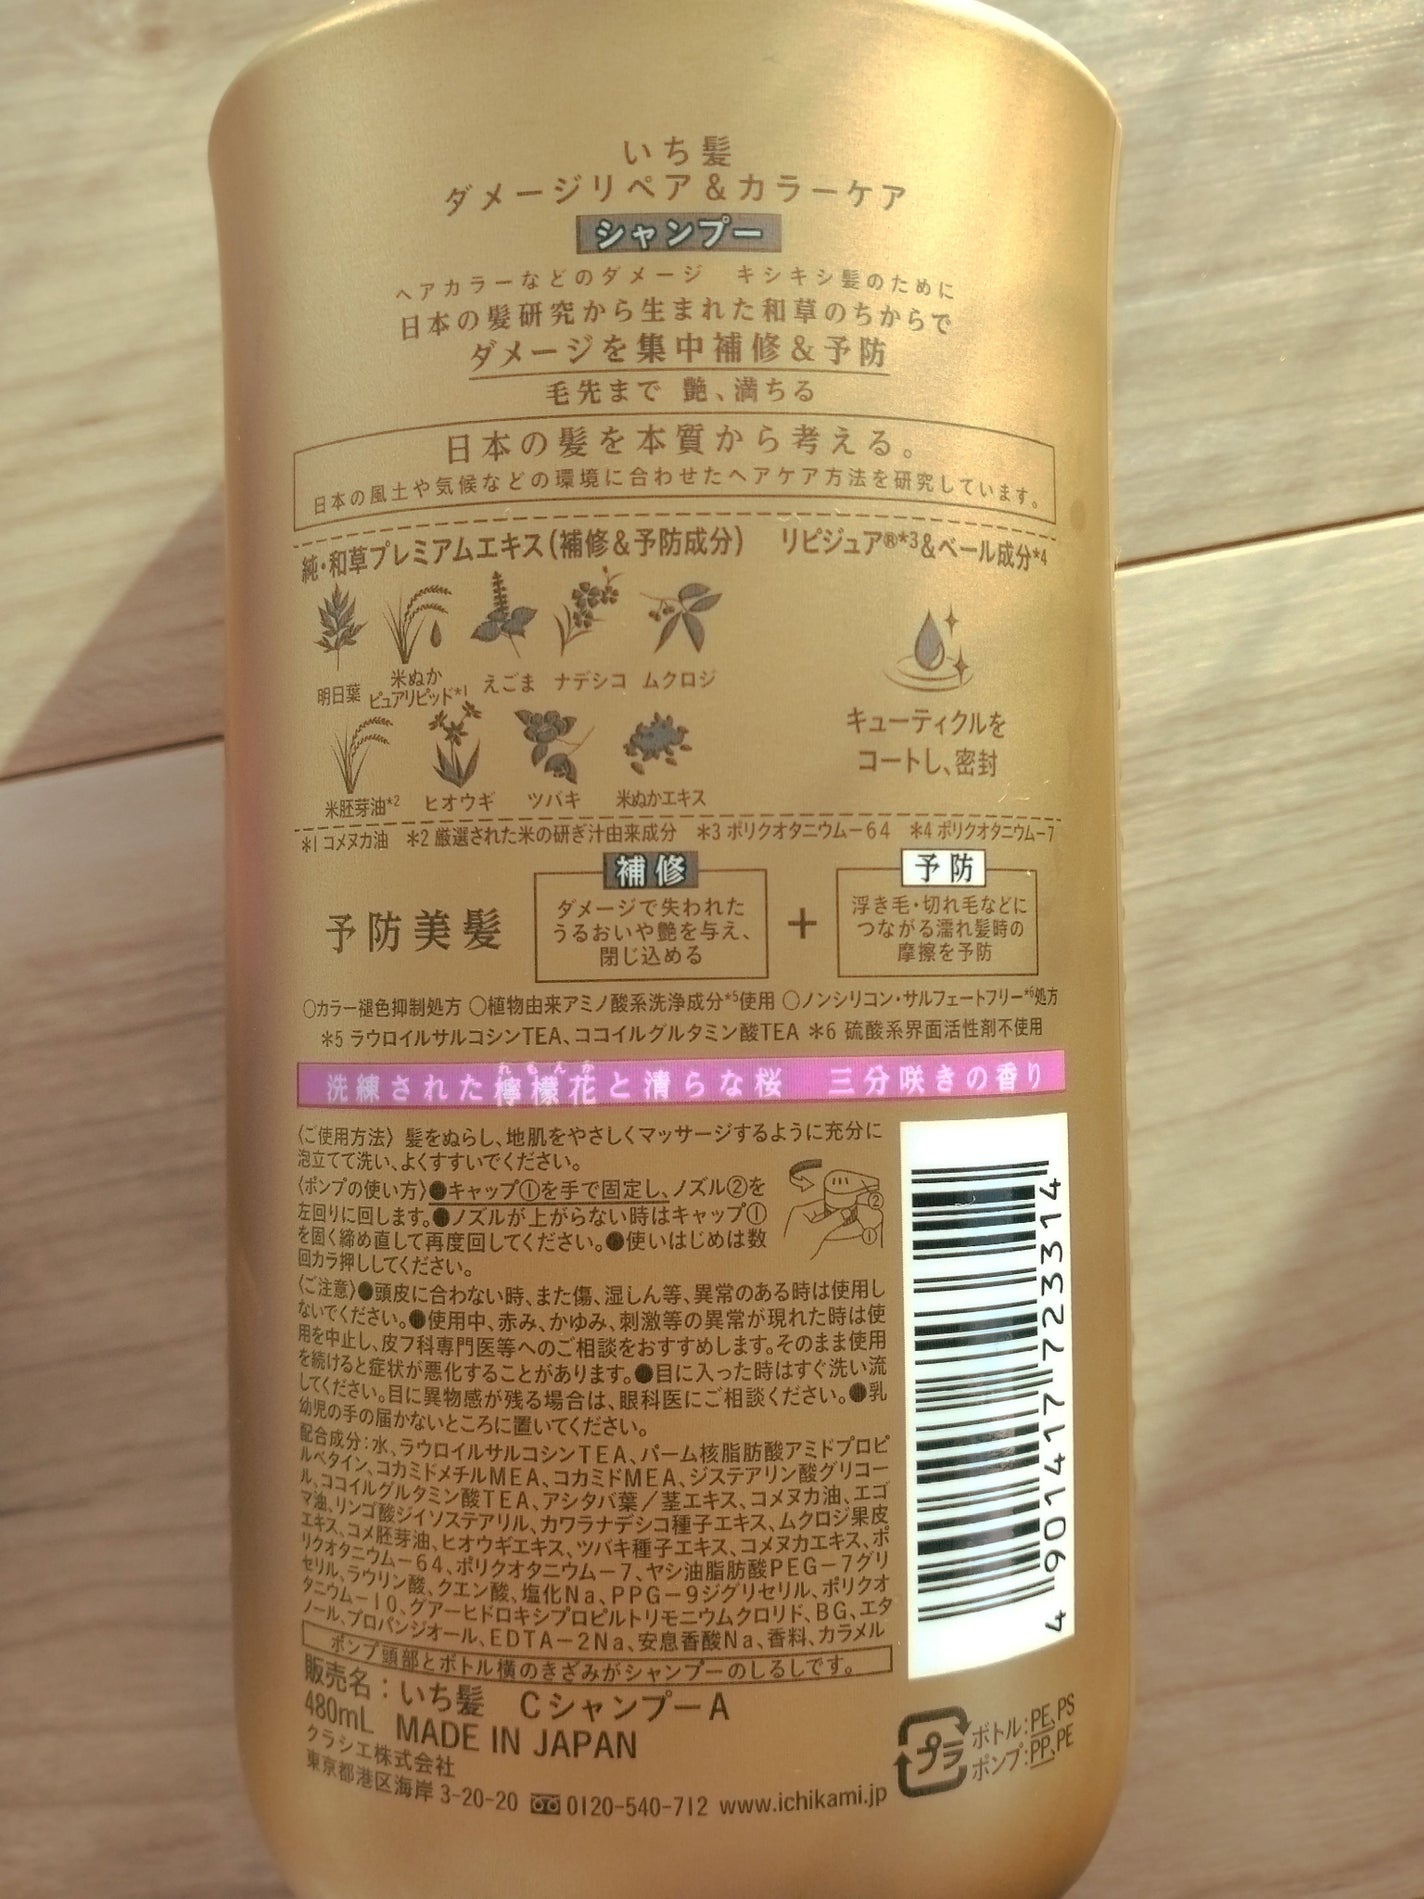 いち髪
ダメージリペア&カラーケア
シャンプー
ヘアカラーなどのダメージ　キシキシ髪のために
日本の髪研究から生まれた和草のちからで
ダメージを集中補修&予防
毛先まで 艶、満ちる
日本の髪を本質から考える。
日本の風土や気候などの環境に合わせたヘアケア方法を研究しています。
純・和草プレミアムエキス(補修&予防成分)　リピジュア®*3&ベール成分*4
明日葉　米ぬか　えごま　ナデシコ　ムクロジ
ピュアリピッド*1
キューティクルを
コートし、密封
米胚芽油*2　ヒオウギ　ツバキ　米ぬかエキス
*1 コメヌカ油　*2 厳選された米の研ぎ汁由来成分　*3 ポリクオタニウム－64　*4 ポリクオタニウム－7
予防美髪
補修
ダメージで失われた
うるおいや艶を与え、
閉じ込める
＋
予防
浮き毛・切れ毛などに
つながる濡れ髪時の
摩擦を予防
○カラー褪色抑制処方 ○植物由来アミノ酸系洗浄成分*5使用 ○ノンシリコン・サルフェートフリー*6処方
*5 ラウロイルサルコシンTEA、ココイルグルタミン酸TEA *6 硫酸系界面活性剤不使用
れもんか
洗練された檸檬花と清らな桜　三分咲きの香り
〈ご使用方法〉髪をぬらし、地肌をやさしくマッサージするように充分に
泡立てて洗い、よくすすいでください。
〈ポンプの使い方〉●キャップ①を手で固定し、ノズル②を
左回りに回します。●ノズルが上がらない時はキャップ①
を固く締め直して再度回してください。●使いはじめは数
回カラ押ししてください。
②
①
〈ご注意〉●頭皮に合わない時、また傷、湿しん等、異常のある時は使用し
ないでください。●使用中、赤み、かゆみ、刺激等の異常が現れた時は使
用を中止し、皮フ科専門医等へのご相談をおすすめします。そのまま使用
を続けると症状が悪化することがあります。●目に入った時はすぐ洗い流
してください。目に異物感が残る場合は、眼科医にご相談ください。●乳
幼児の手の届かないところに置いてください。
配合成分：水、ラウロイルサルコシンTEA、パーム核脂肪酸アミドプロピ
ルベタイン、コカミドメチルMEA、コカミドMEA、ジステアリン酸グリコー
ル、ココイルグルタミン酸TEA、アシタバ葉／茎エキス、コメヌカ油、エゴ
マ油、リンゴ酸ジイソステアリル、カワラナデシコ種子エキス、ムクロジ果皮
エキス、コメ胚芽油、ヒオウギエキス、ツバキ種子エキス、コメヌカエキス、ポ
リクオタニウム－64、ポリクオタニウム－7、ヤシ油脂肪酸PEG－7グリ
セリル、ラウリン酸、クエン酸、塩化Na、PPG－9ジグリセリル、ポリクオ
タニウム－10、グアーヒドロキシプロピルトリモニウムクロリド、BG、エタ
ノール、プロパンジオール、EDTA－2Na、安息香酸Na、香料、カラメル
ポンプ頭部とボトル横のきざみがシャンプーのしるしです。
販売名：いち髪　CシャンプーA
480mL　MADE IN JAPAN
クラシエ株式会社
東京都港区海岸 3-20-20　0120-540-712　www.ichikami.jp
プラ
ボトル：PE、PS
ポンプ：PP、PE
4901417723314